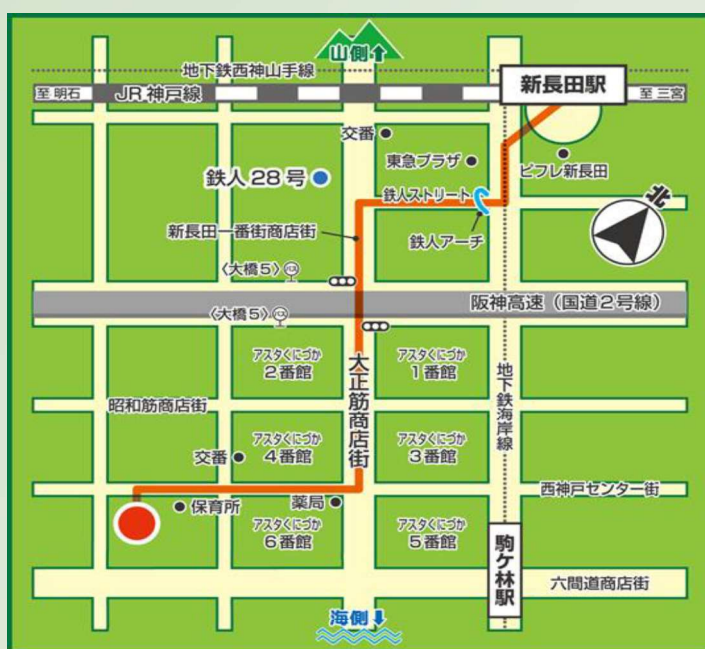 山側↑
地下鉄西神山手線
新長田駅
至 明石
JR 神戸線
至 三宮
交番
東急プラザ
ピフレ新長田
鉄人28号
鉄人ストリート
北
新長田一番街商店街
鉄人アーチ
〈大橋5〉
阪神高速（国道2号線）
〈大橋5〉
アスタくにづか
2番館
アスタくにづか
1番館
大正筋商店街
地下鉄海岸線
昭和筋商店街
アスタくにづか
4番館
アスタくにづか
3番館
交番
西神戸センター街
保育所
薬局
アスタくにづか
6番館
アスタくにづか
5番館
駒ケ林駅
六間道商店街
海側↓